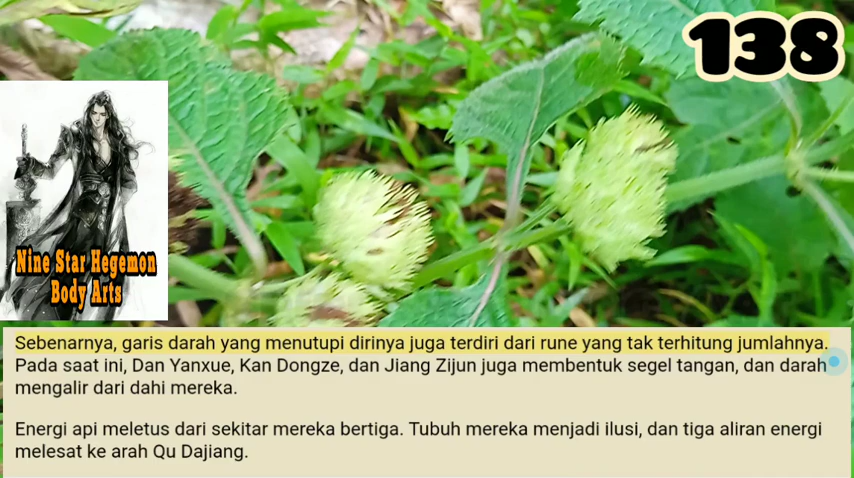 138
Nine Star Hegemon
Body Arts
Sebenarnya, garis darah yang menutupi dirinya juga terdiri dari rune yang tak terhitung jumlahnya.
Pada saat ini, Dan Yanxue, Kan Dongze, dan Jiang Zijun juga membentuk segel tangan, dan darah
mengalir dari dahi mereka.
Energi api meletus dari sekitar mereka bertiga. Tubuh mereka menjadi ilusi, dan tiga aliran energi
melesat ke arah Qu Dajiang.